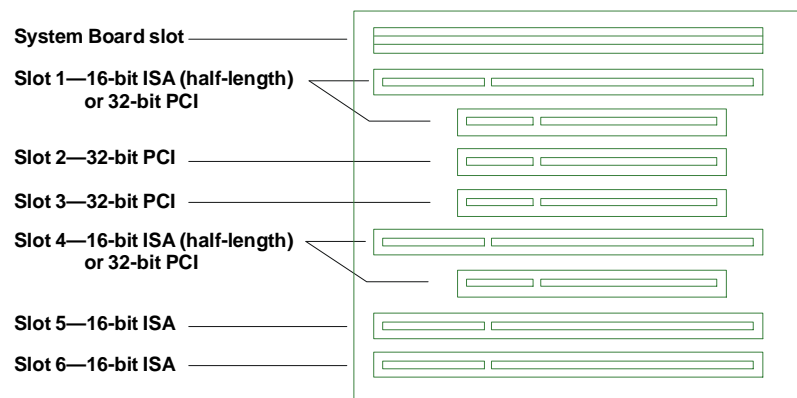 System Board slot
Slot 1—16-bit ISA (half-length)
or 32-bit PCI
Slot 2—32-bit PCI
Slot 3—32-bit PCI
Slot 4—16-bit ISA (half-length)
or 32-bit PCI
Slot 5—16-bit ISA
Slot 6—16-bit ISA